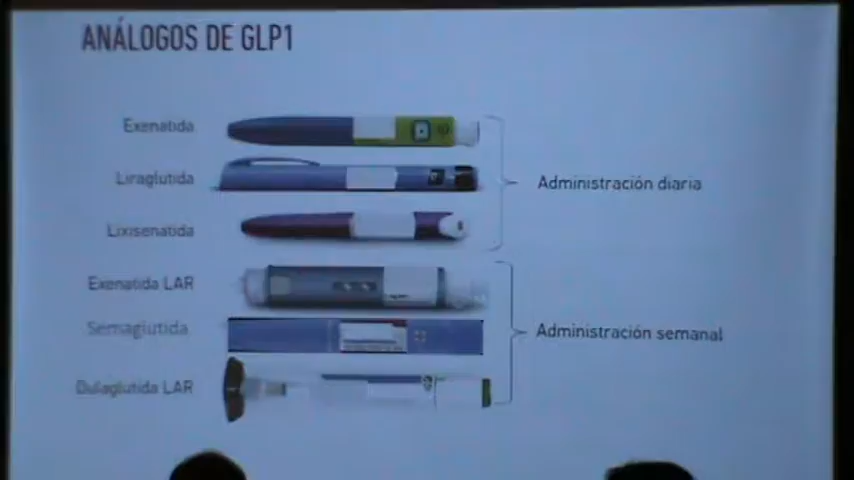 ANÁLOGOS DE GLP1
Exenatida
Liraglutida
Administración diaria
Lixisenatida
Exenatida LAR
Semaglutida
Administración semanal
Dulaglutida LAR